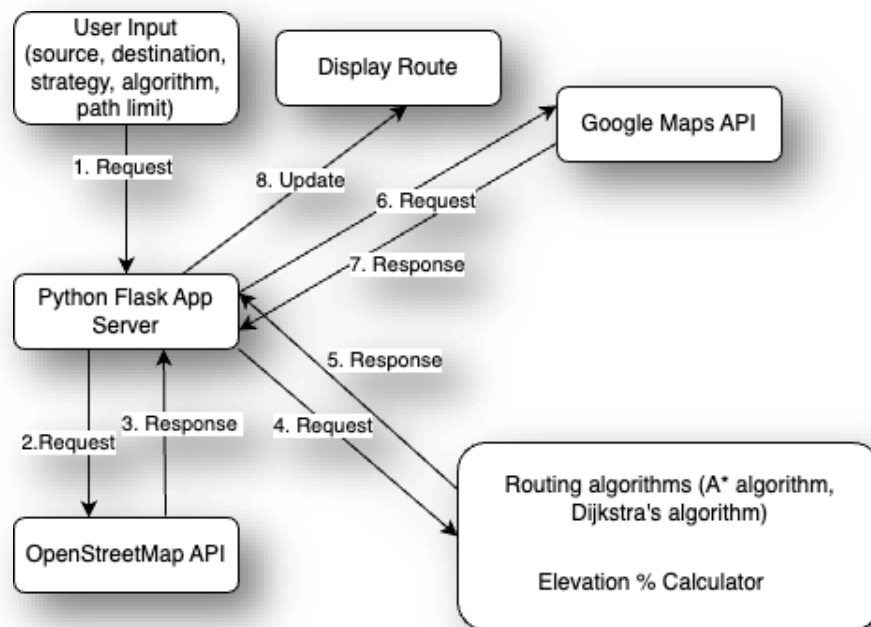 User Input
(source, destination,
strategy, algorithm,
path limit)
Display Route
Google Maps API
1. Request
8. Update
6. Request
7. Response
Python Flask App
Server
5. Response
4. Request
3. Response
2.Request
Routing algorithms (A* algorithm,
Dijkstra's algorithm)
OpenStreetMap API
Elevation % Calculator